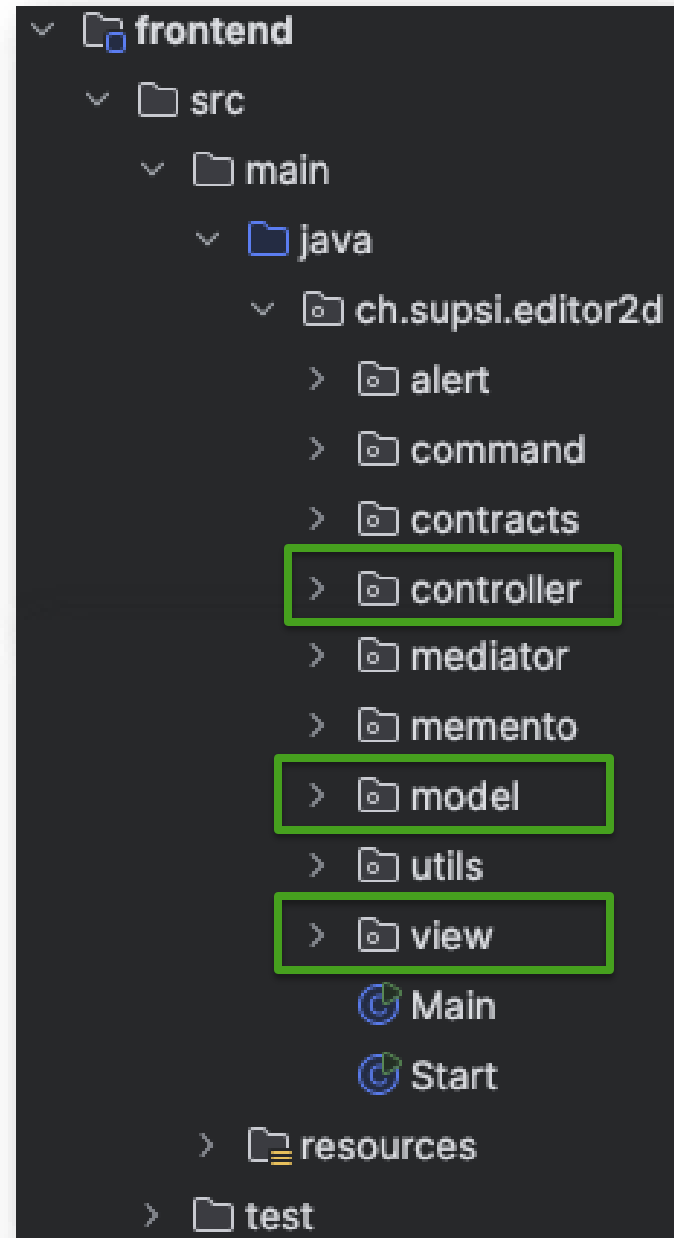 frontend
src
main
java
ch.supsi.editor2d
alert
command
contracts
controller
mediator
memento
model
utils
view
Main
Start
resources
test